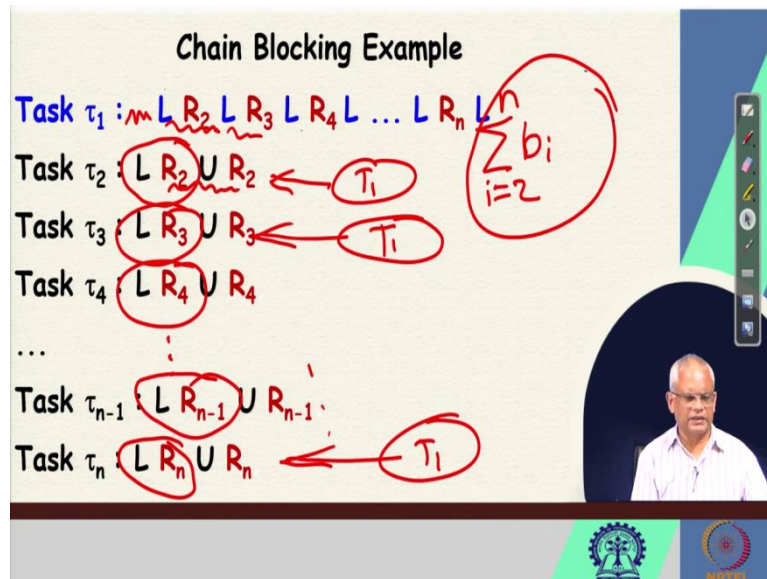 Chain Blocking Example
Task τ₁ : L R₂ L R₃ L R₄ L … L Rₙ L
n
∑ bᵢ
i=2
Task τ₂ : L R₂ U R₂ ← T₁
Task τ₃ : L R₃ U R₃ ← T₁
Task τ₄ : L R₄ U R₄
…
Task τₙ₋₁ : L Rₙ₋₁ U Rₙ₋₁
Task τₙ : L Rₙ U Rₙ ← T₁
NPTEL